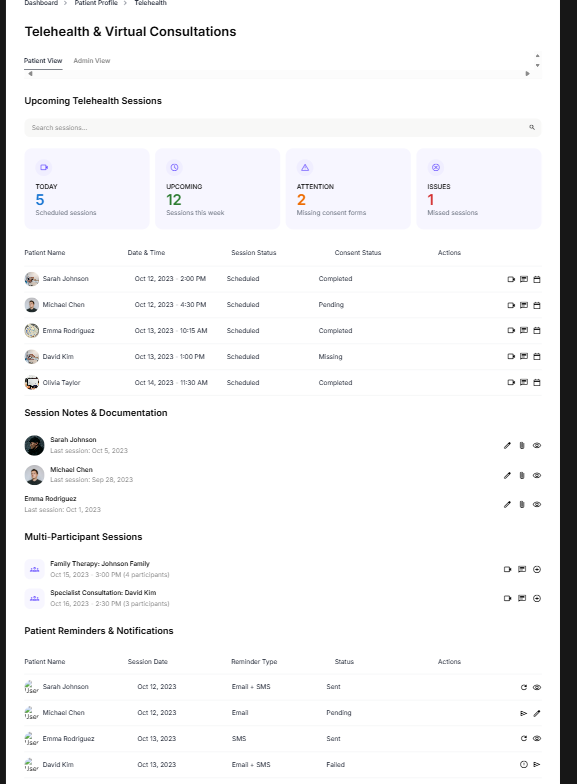 Dashboard > Patient Profile > Telehealth
Telehealth & Virtual Consultations
Patient View Admin View
Upcoming Telehealth Sessions
Search sessions...
TODAY
5
Scheduled sessions
UPCOMING
12
Sessions this week
ATTENTION
2
Missing consent forms
ISSUES
1
Missed sessions
Patient Name Date & Time Session Status Consent Status Actions
Sarah Johnson Oct 12, 2023 · 2:00 PM Scheduled Completed
Michael Chen Oct 12, 2023 · 4:30 PM Scheduled Pending
Emma Rodriguez Oct 13, 2023 · 10:15 AM Scheduled Completed
David Kim Oct 13, 2023 · 1:00 PM Scheduled Missing
Olivia Taylor Oct 14, 2023 · 11:30 AM Scheduled Completed
Session Notes & Documentation
Sarah Johnson
Last session: Oct 5, 2023
Michael Chen
Last session: Sep 28, 2023
Emma Rodriguez
Last session: Oct 1, 2023
Multi-Participant Sessions
Family Therapy: Johnson Family
Oct 15, 2023 · 3:00 PM (4 participants)
Specialist Consultation: David Kim
Oct 16, 2023 · 2:30 PM (3 participants)
Patient Reminders & Notifications
Patient Name Session Date Reminder Type Status Actions
User Sarah Johnson Oct 12, 2023 Email + SMS Sent
User Michael Chen Oct 12, 2023 Email Pending
User Emma Rodriguez Oct 13, 2023 SMS Sent
User David Kim Oct 13, 2023 Email + SMS Failed